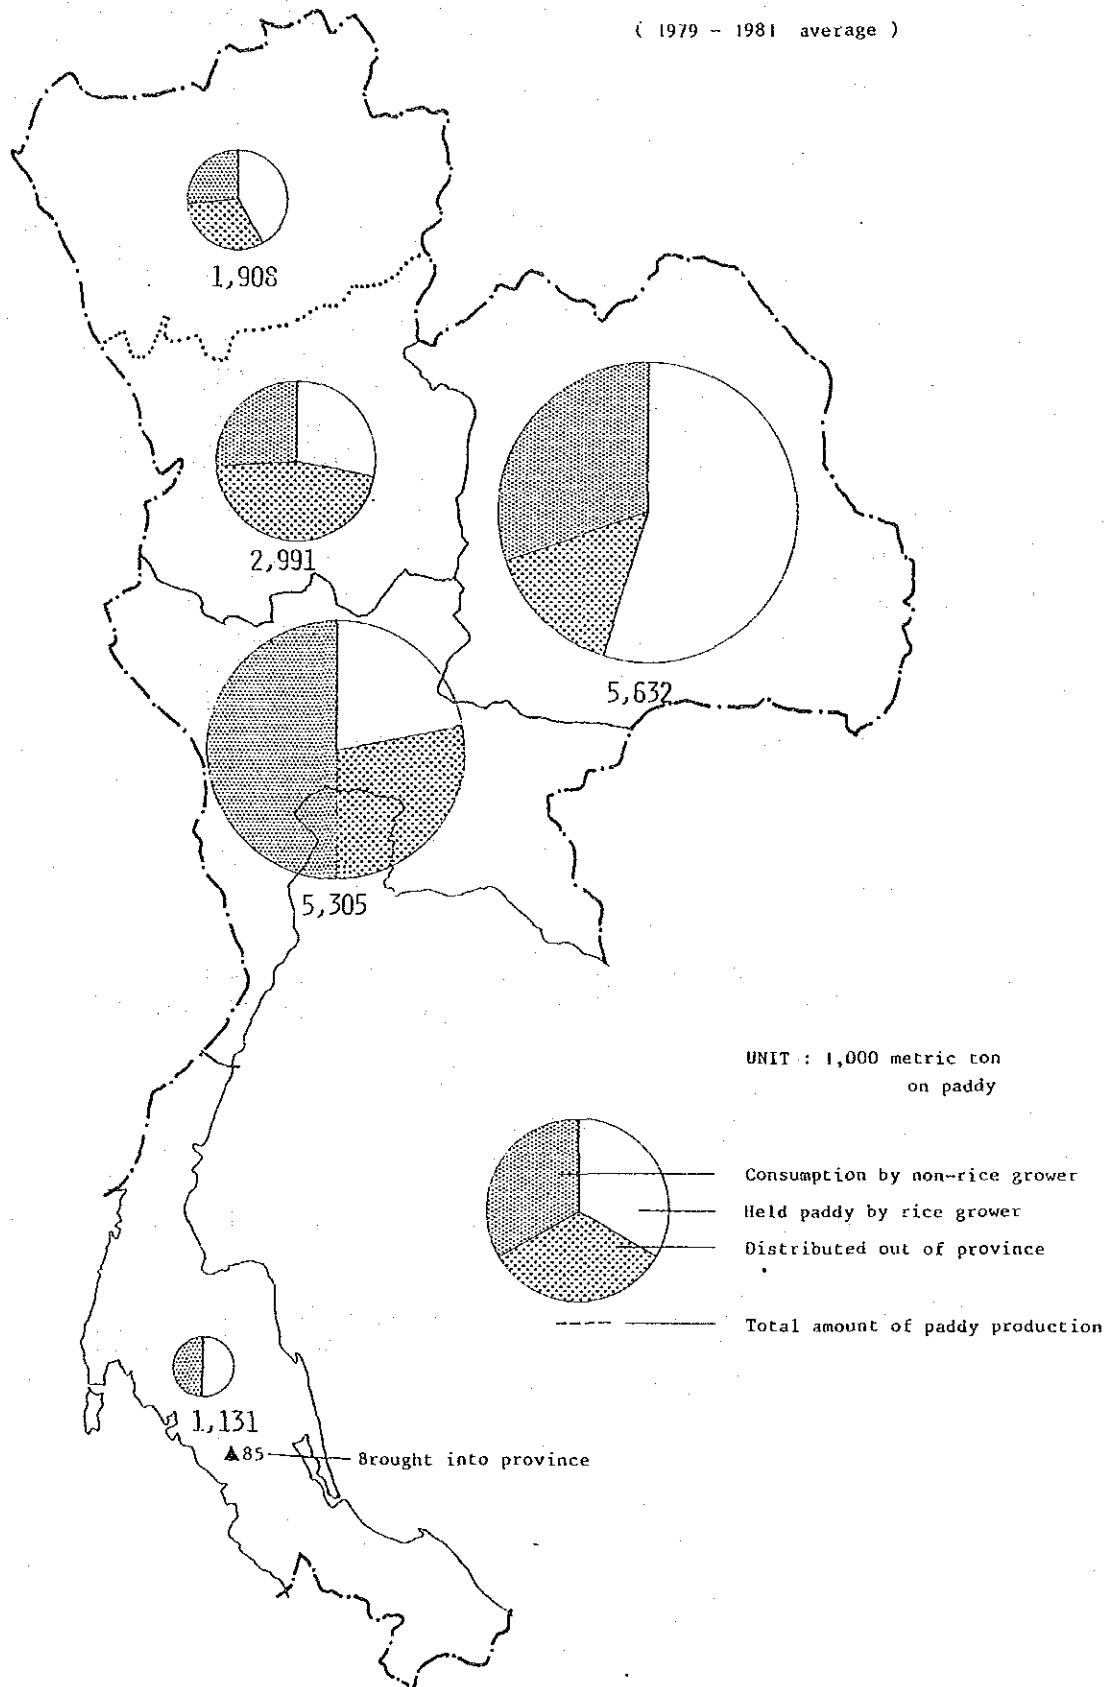 ( 1979 - 1981 average )
1,908
2,991
5,632
5,305
UNIT : 1,000 metric ton
on paddy
Consumption by non-rice grower
Held paddy by rice grower
Distributed out of province
Total amount of paddy production
1,131
▲85
Brought into province